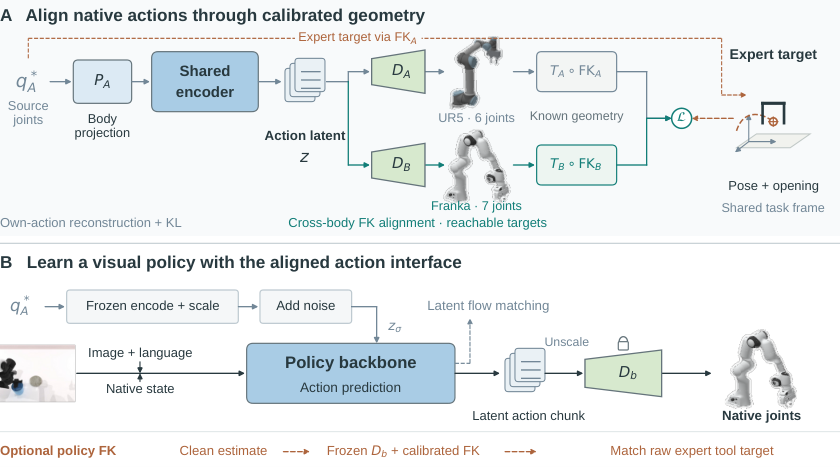 A Align native actions through calibrated geometry
Expert target via FK_A
Expert target
q_A^*
P_A
Shared
encoder
D_A
T_A ∘ FK_A
Source
joints
Body
projection
UR5 · 6 joints
Known geometry
ℒ
Action latent
z
D_B
T_B ∘ FK_B
Pose + opening
Franka · 7 joints
Shared task frame
Own-action reconstruction + KL
Cross-body FK alignment · reachable targets
B Learn a visual policy with the aligned action interface
q_A^*
Frozen encode + scale
Add noise
Latent flow matching
z_σ
Image + language
Native state
Policy backbone
Action prediction
Unscale
D_b
Latent action chunk
Native joints
Optional policy FK
Clean estimate
Frozen D_b + calibrated FK
Match raw expert tool target